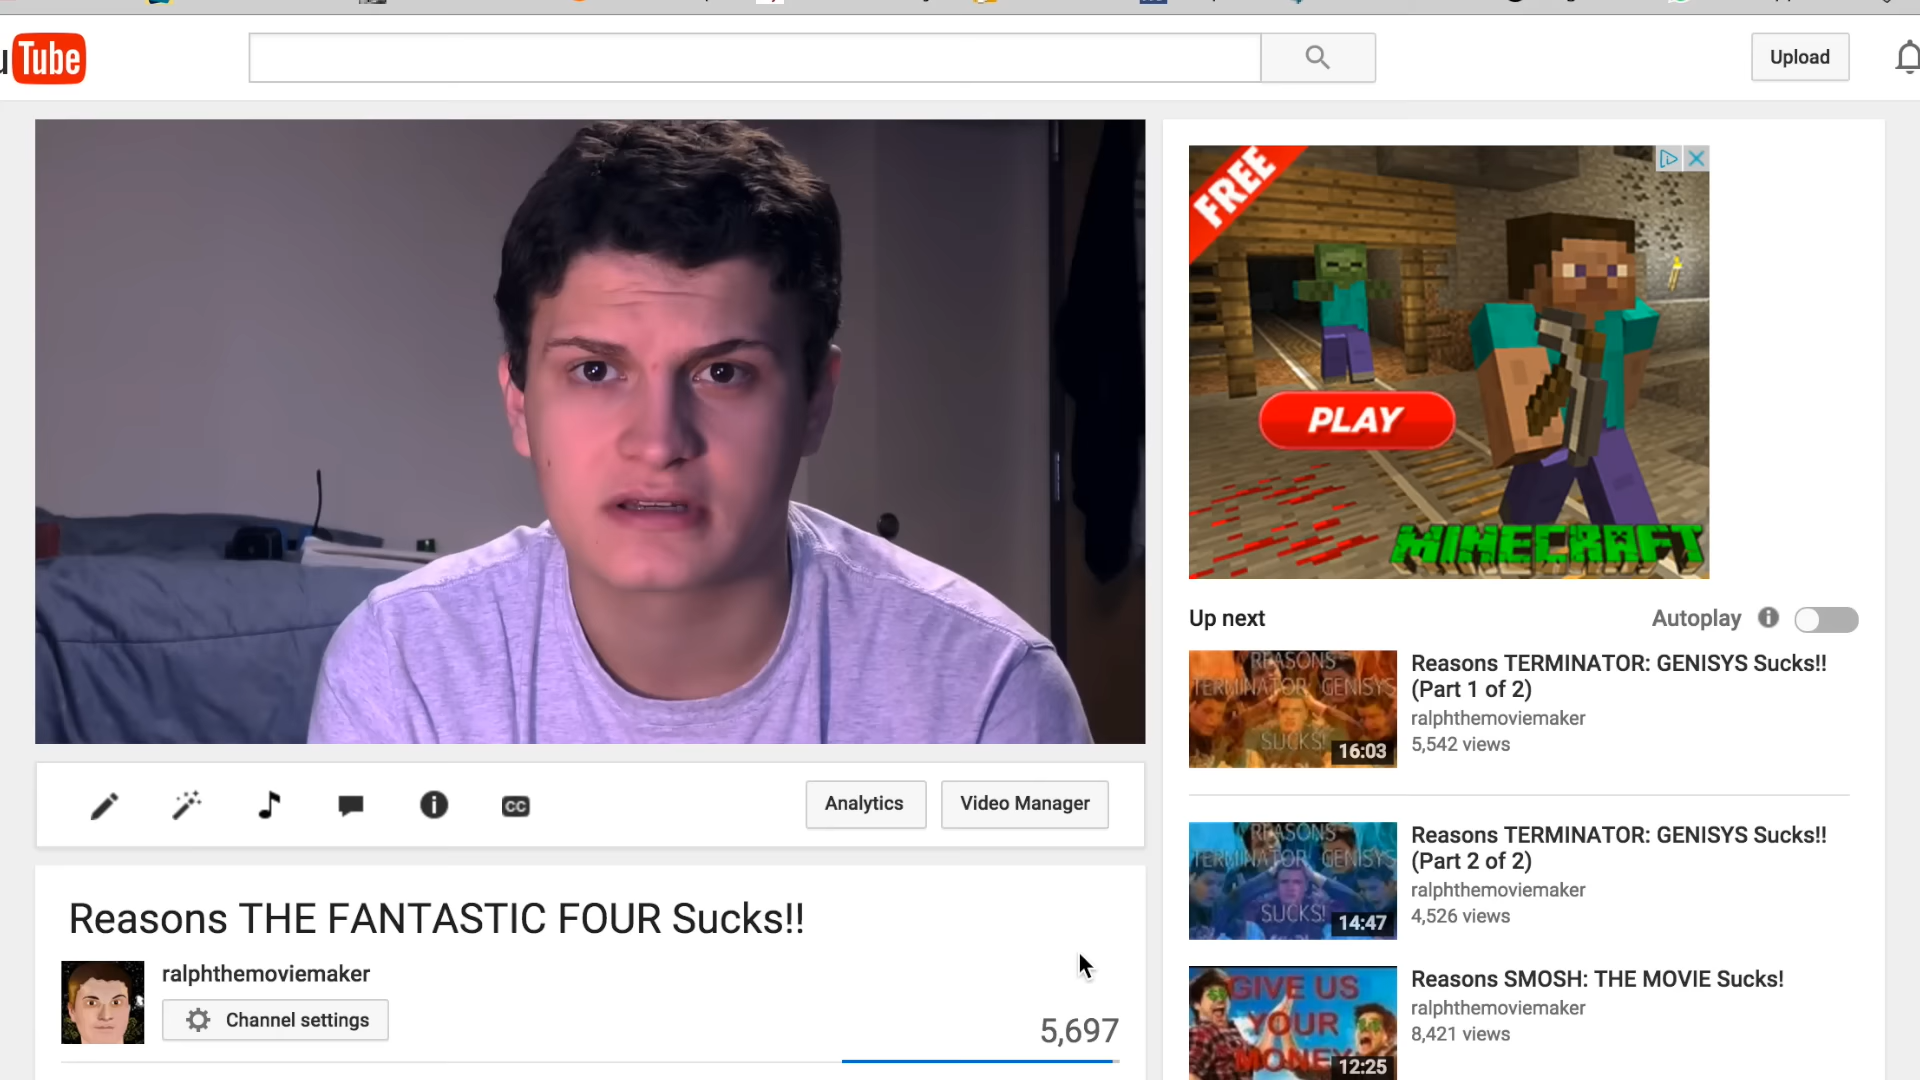 Tube
Upload
FREE
PLAY
MINECRAFT
Up next
Autoplay
Reasons TERMINATOR: GENISYS Sucks!!
(Part 1 of 2)
ralphthemoviemaker
5,542 views
REASONS
TERMINATOR GENISYS
SUCKS!
16:03
Reasons TERMINATOR: GENISYS Sucks!!
(Part 2 of 2)
ralphthemoviemaker
4,526 views
REASONS
TERMINATOR GENISYS
SUCKS!
14:47
Reasons SMOSH: THE MOVIE Sucks!
ralphthemoviemaker
8,421 views
GIVE US
YOUR
MONEY
12:25
CC
Analytics
Video Manager
Reasons THE FANTASTIC FOUR Sucks!!
ralphthemoviemaker
Channel settings
5,697